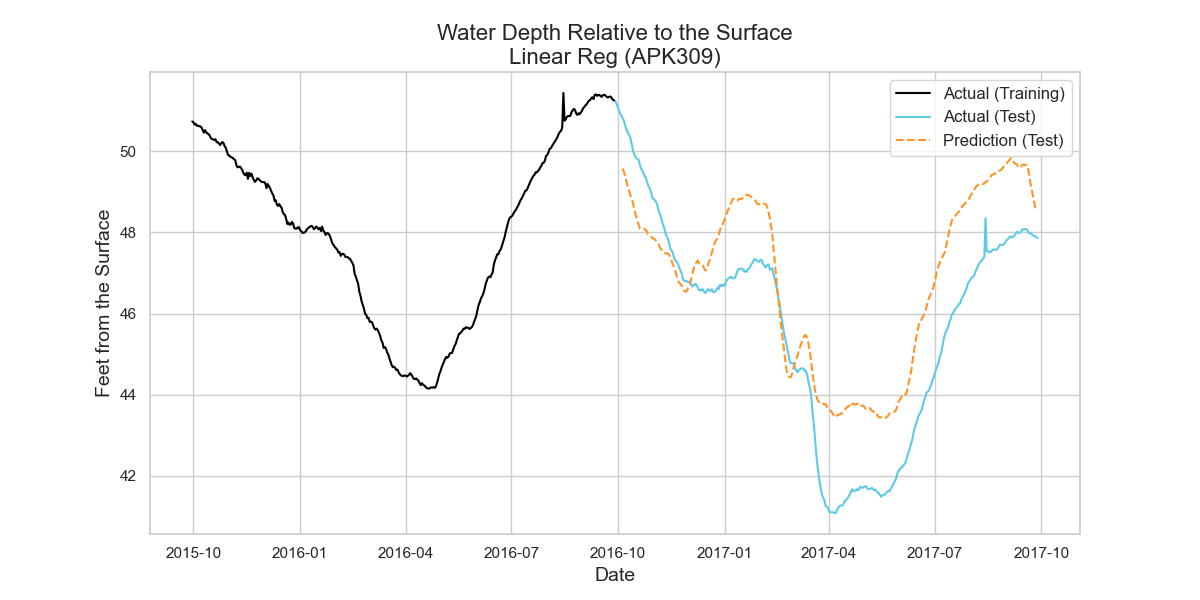 Water Depth Relative to the Surface
Linear Reg (APK309)
Actual (Training)
Actual (Test)
Prediction (Test)
Feet from the Surface
50
48
46
44
42
2015-10
2016-01
2016-04
2016-07
2016-10
2017-01
2017-04
2017-07
2017-10
Date